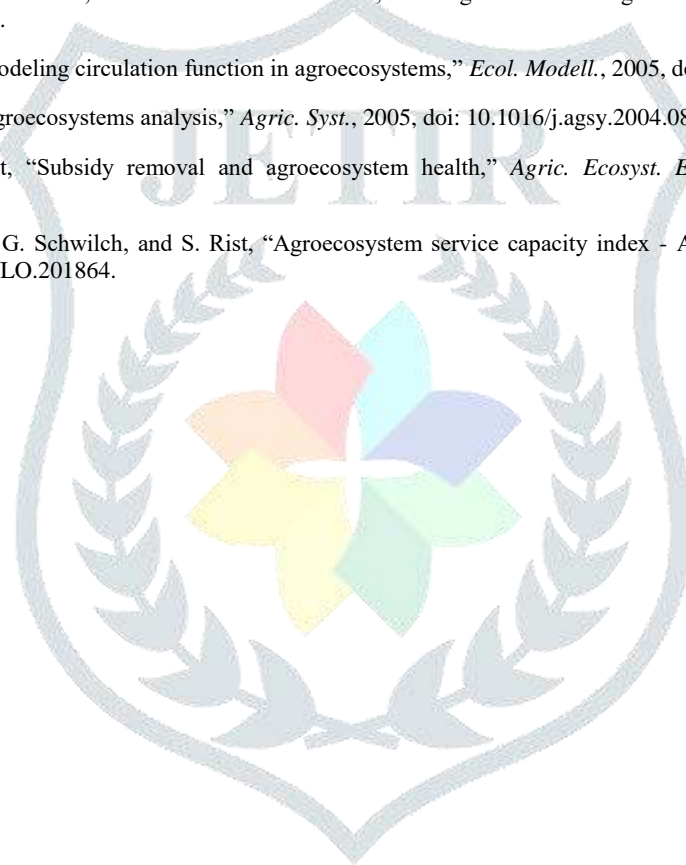 .
odeling circulation function in agroecosystems,” Ecol. Modell., 2005, do
groecosystems analysis,” Agric. Syst., 2005, doi: 10.1016/j.agsy.2004.08
t, “Subsidy removal and agroecosystem health,” Agric. Ecosyst. E
G. Schwilch, and S. Rist, “Agroecosystem service capacity index - A
LO.201864.
JETIR